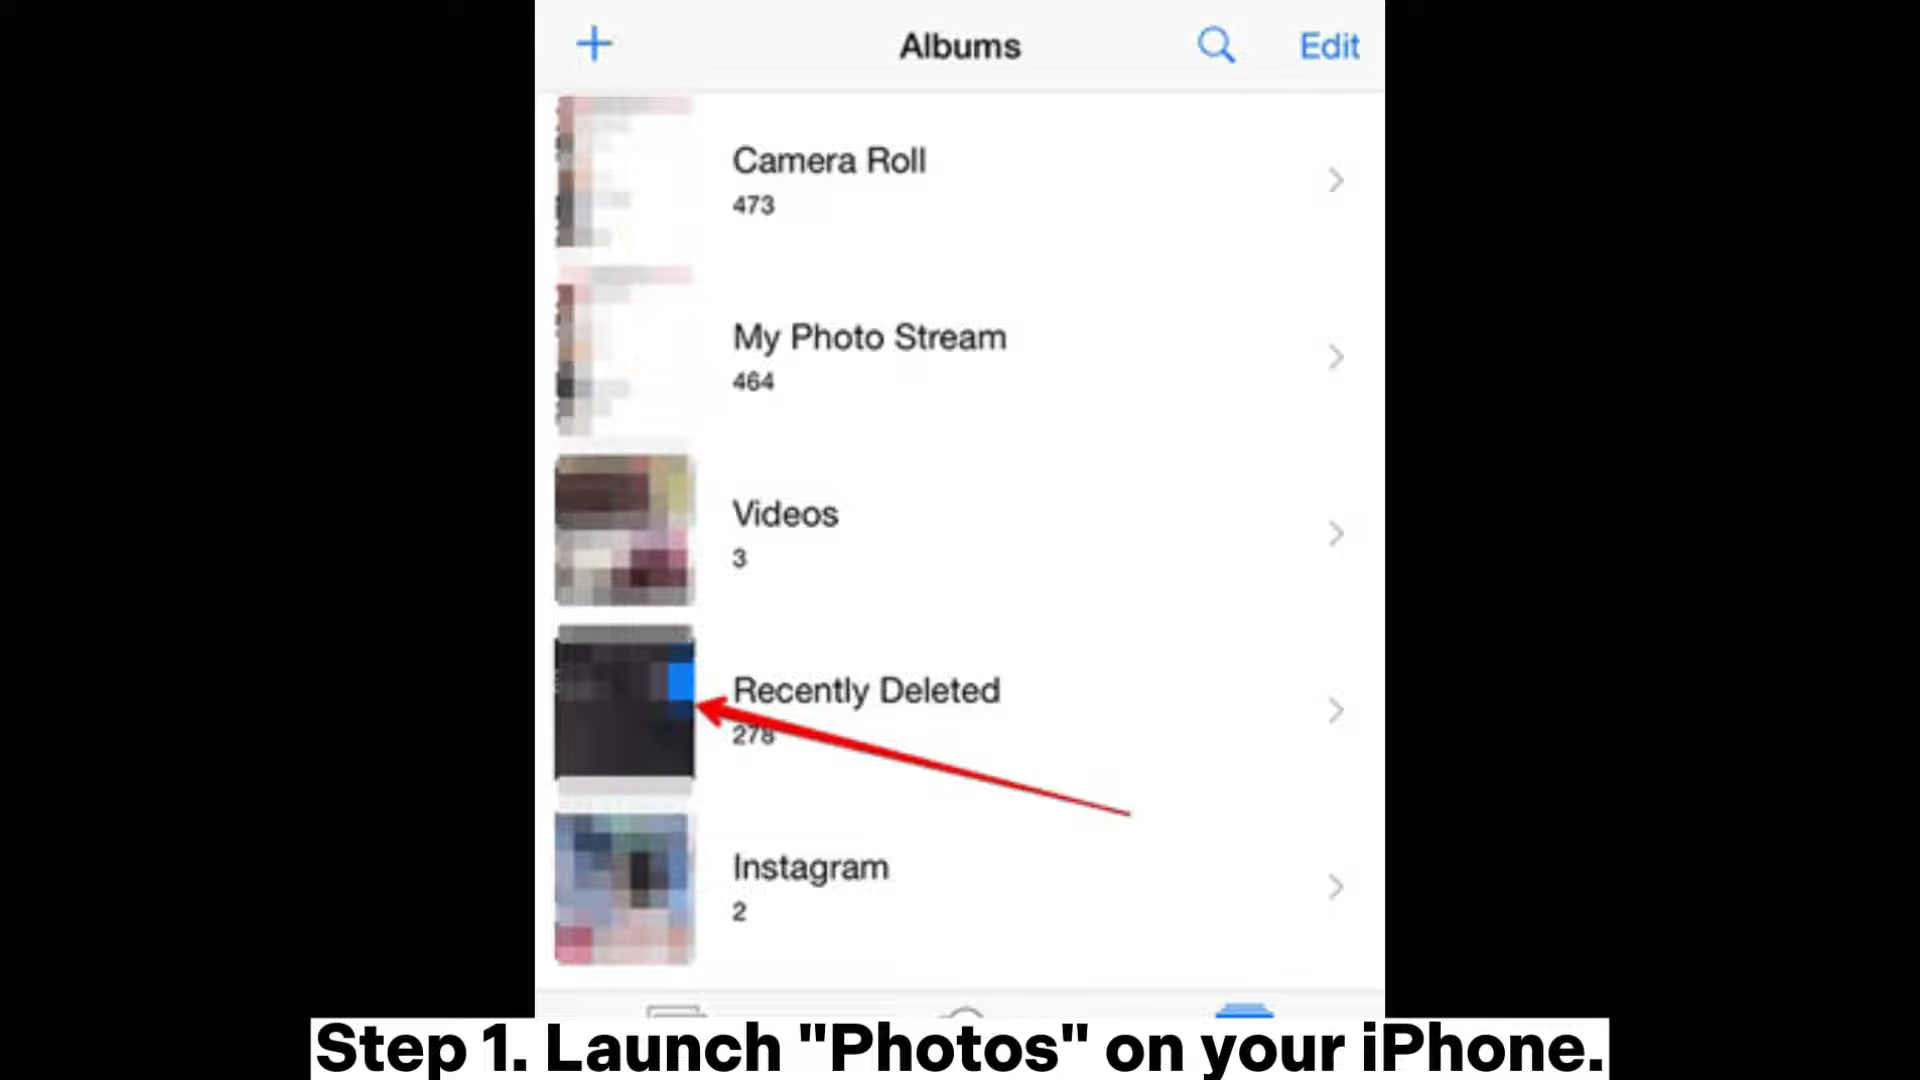 Albums
Edit
Camera Roll
473
My Photo Stream
464
Videos
3
Recently Deleted
278
Instagram
2
Step 1. Launch "Photos" on your iPhone.